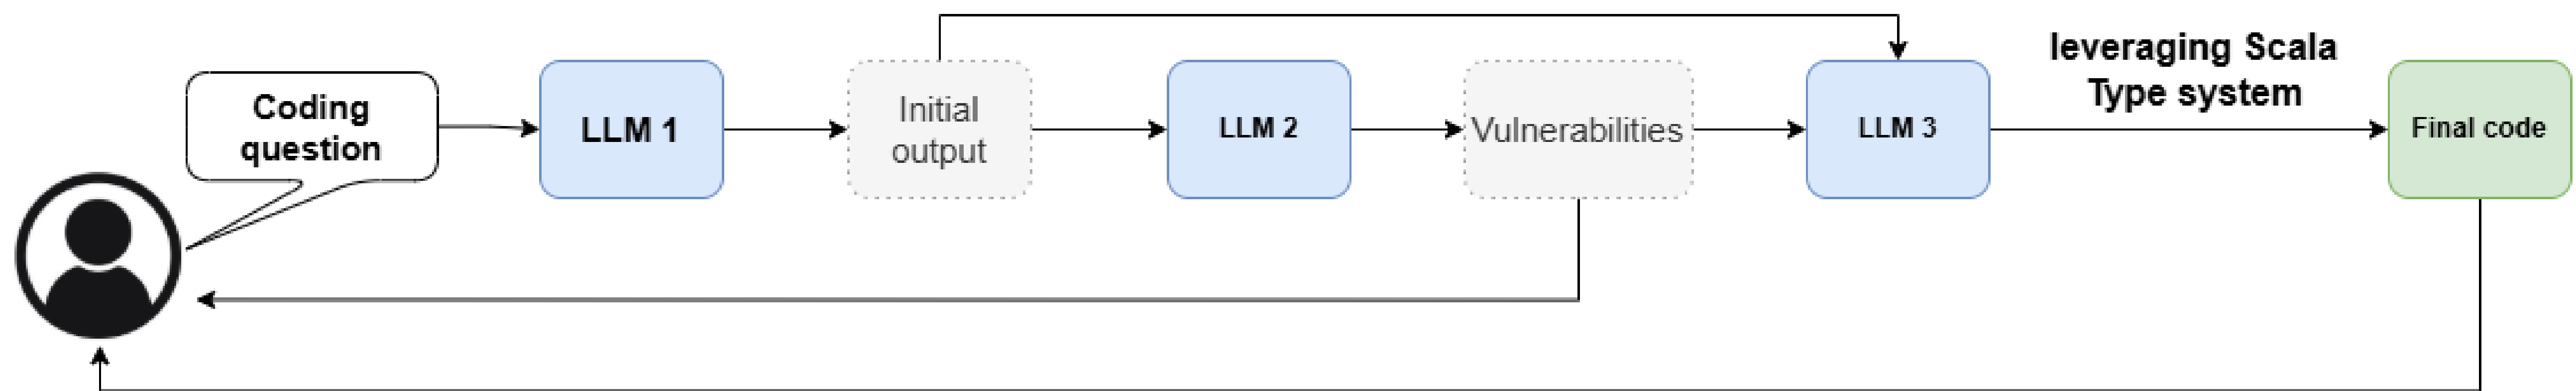 Coding
question
LLM 1
Initial
output
LLM 2
Vulnerabilities
LLM 3
leveraging Scala
Type system
Final code